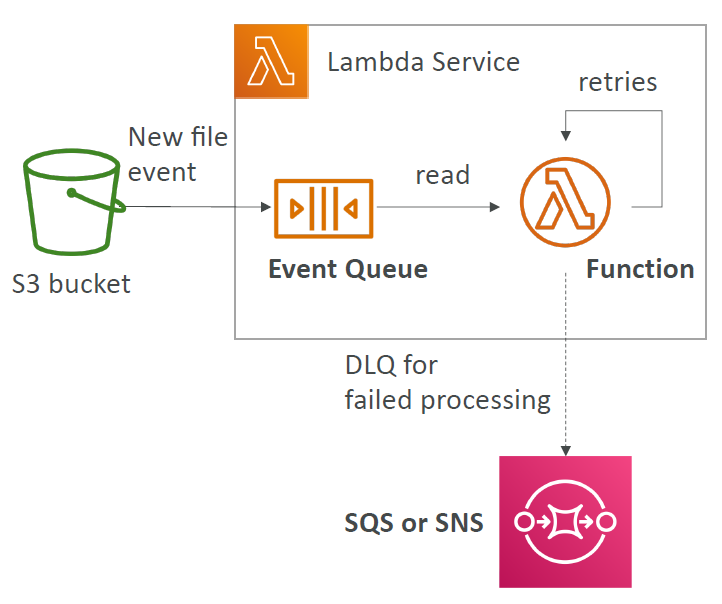 Lambda Service
retries
New file
event
read
S3 bucket
Event Queue
Function
DLQ for
failed processing
SQS or SNS